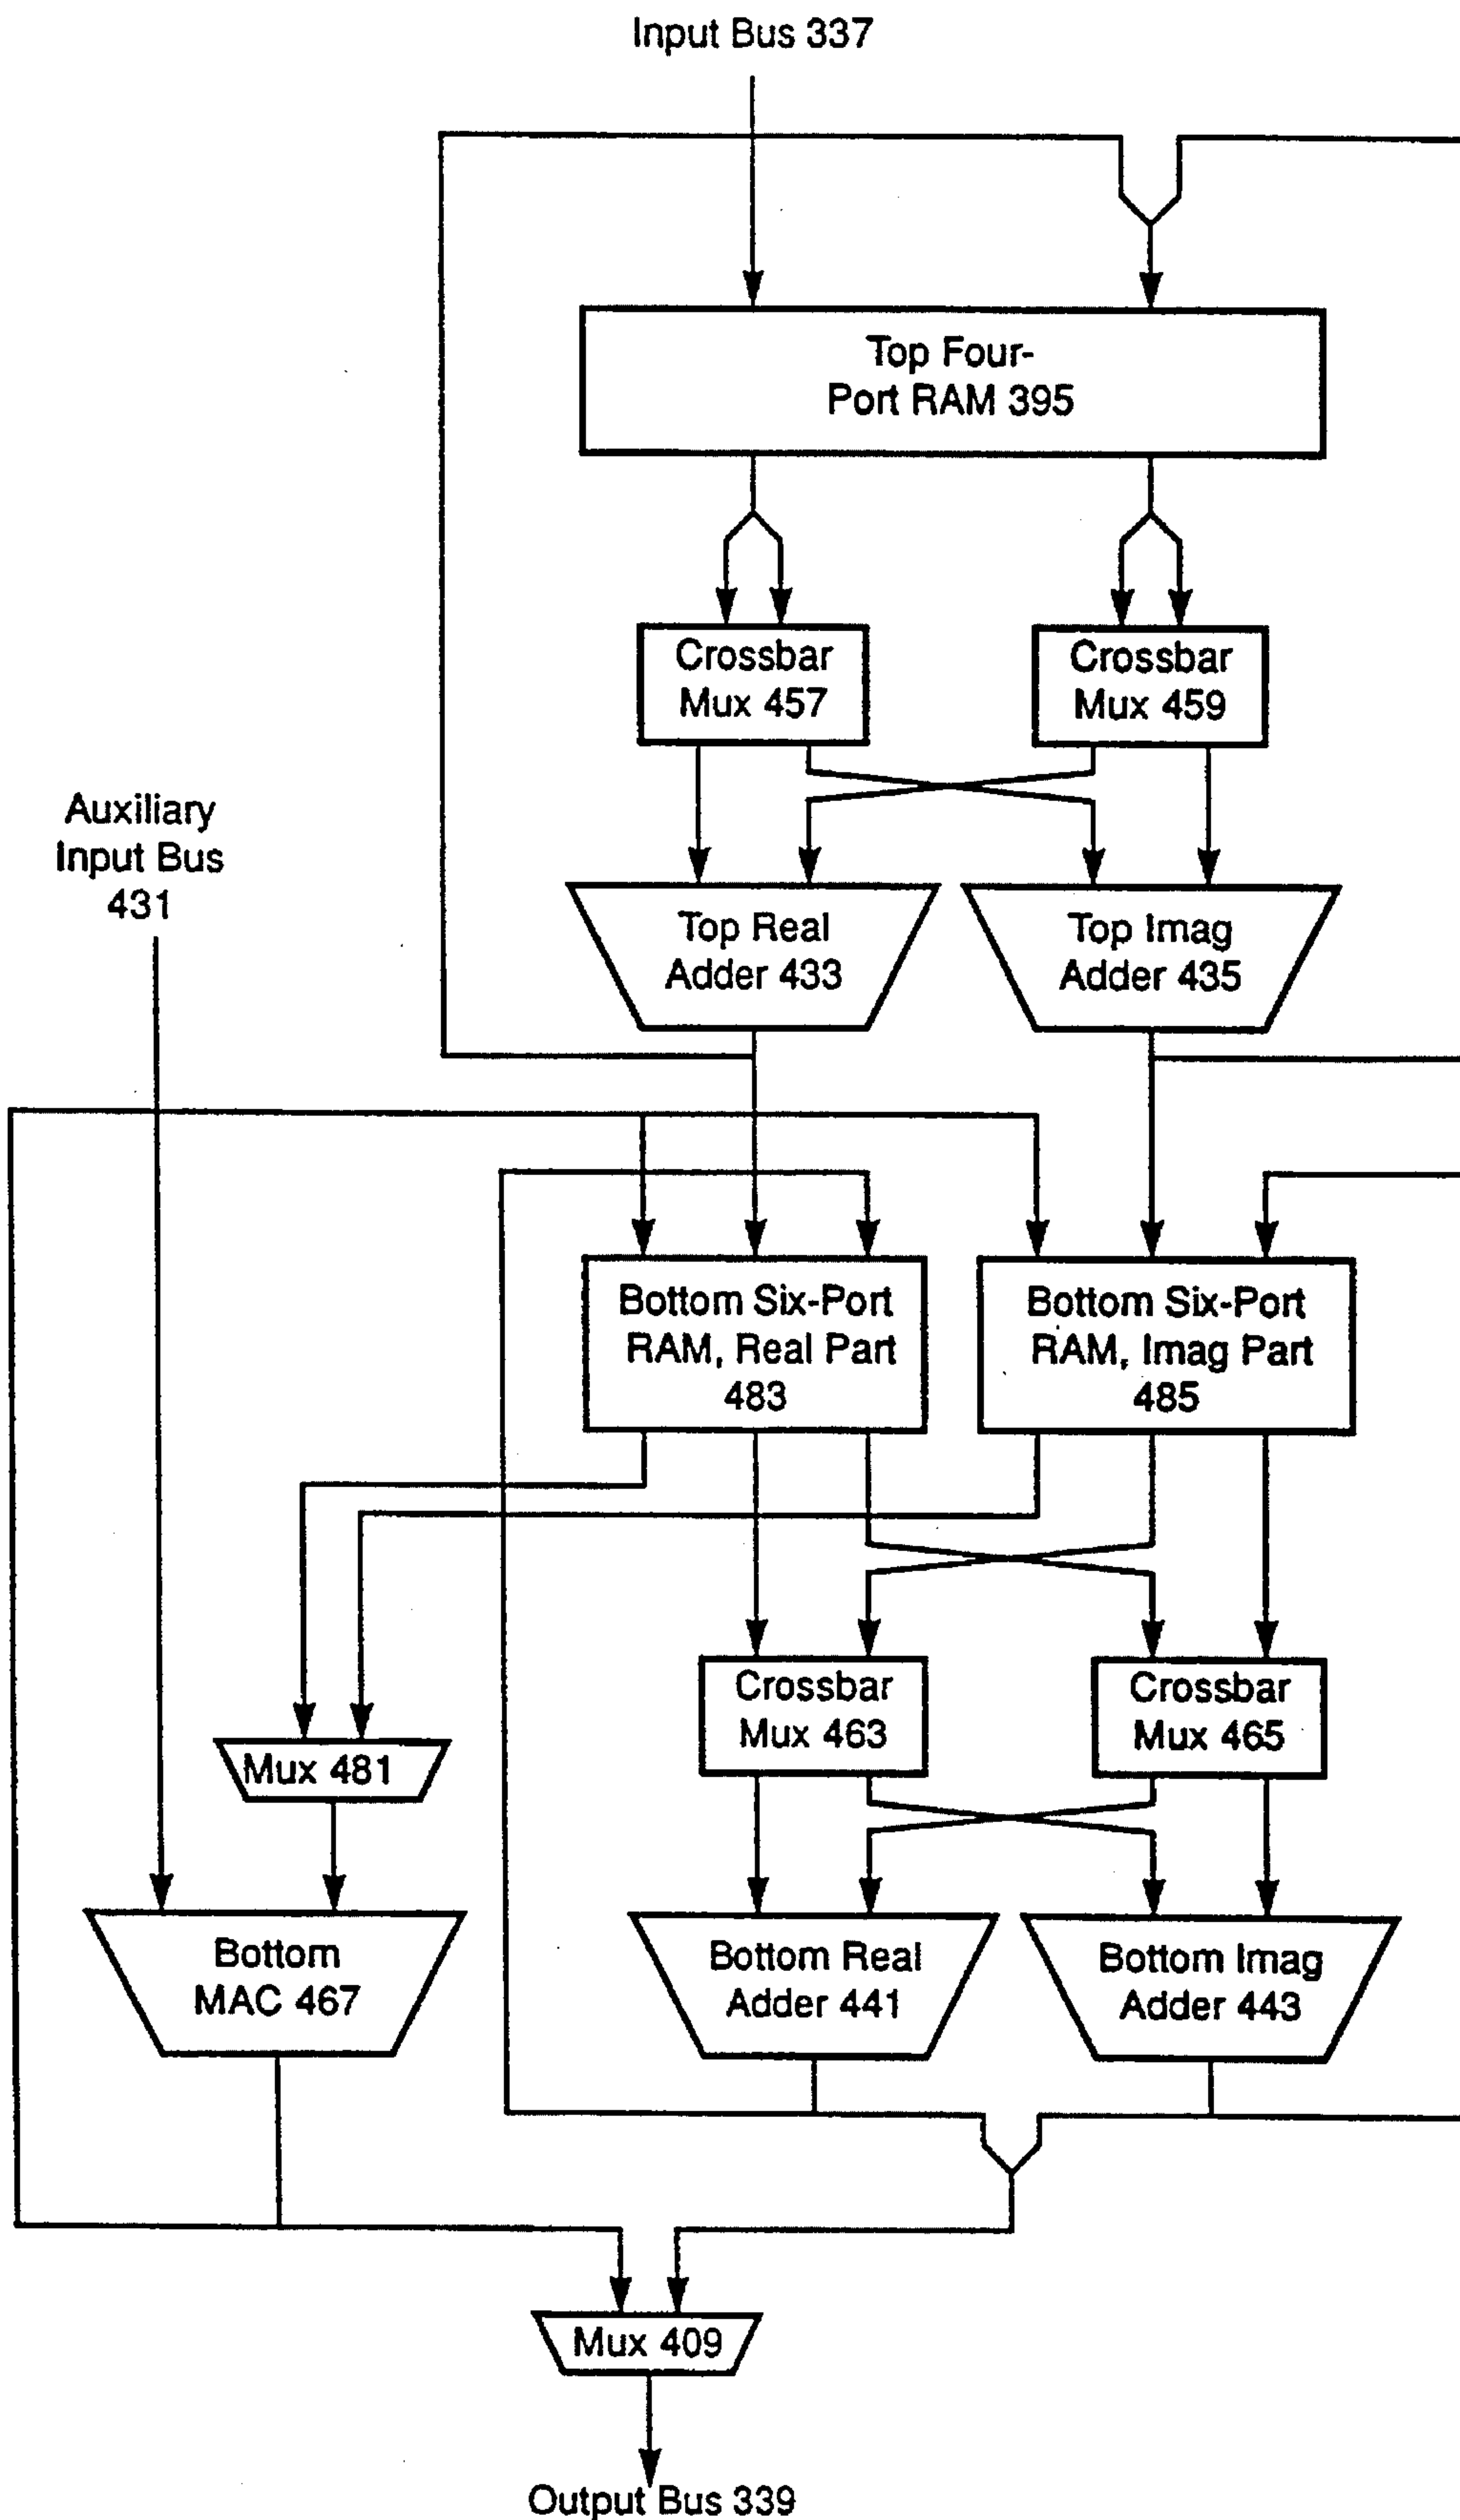 Input Bus 337
Top Four-
Port RAM 395
Crossbar
Mux 457
Crossbar
Mux 459
Auxiliary
Input Bus
431
Top Real
Adder 433
Top Imag
Adder 435
Bottom Six-Port
RAM, Real Part
483
Bottom Six-Port
RAM, Imag Part
485
Crossbar
Mux 463
Crossbar
Mux 465
Mux 481
Bottom
MAC 467
Bottom Real
Adder 441
Bottom Imag
Adder 443
Mux 409
Output Bus 339